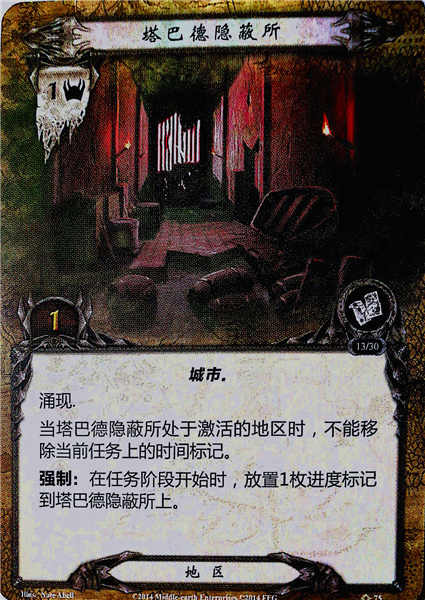 塔巴德隐蔽所
1
1
13/30
城市.
涌现.
当塔巴德隐蔽所处于激活的地区时，不能移
除当前任务上的时间标记。
强制：在任务阶段开始时，放置1枚进度标记
到塔巴德隐蔽所上。
地区
Illus. Nate Abell
©2014 Middle-earth Enterprises ©2014 FFG
75